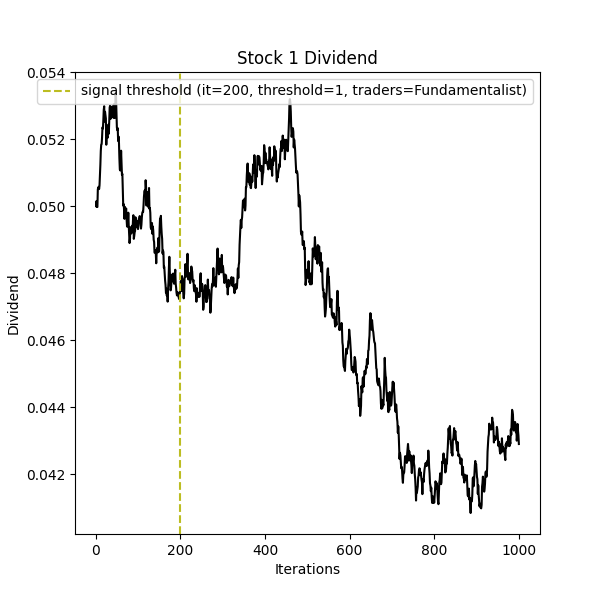 Stock 1 Dividend
signal threshold (it=200, threshold=1, traders=Fundamentalist)
0.054
0.052
0.050
0.048
0.046
0.044
0.042
Dividend
0 200 400 600 800 1000
Iterations